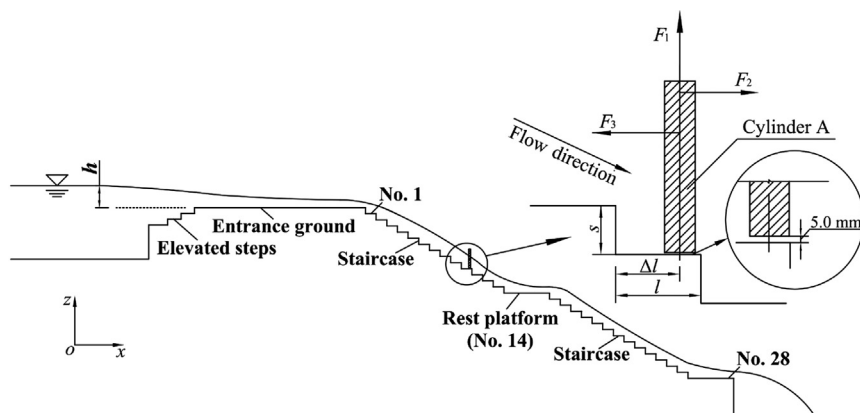 h
No. 1
Entrance ground
Elevated steps
Staircase
Rest platform
(No. 14)
Staircase
No. 28
z
o
x
F1
F2
F3
Flow direction
Cylinder A
5.0 mm
s
Δl
l